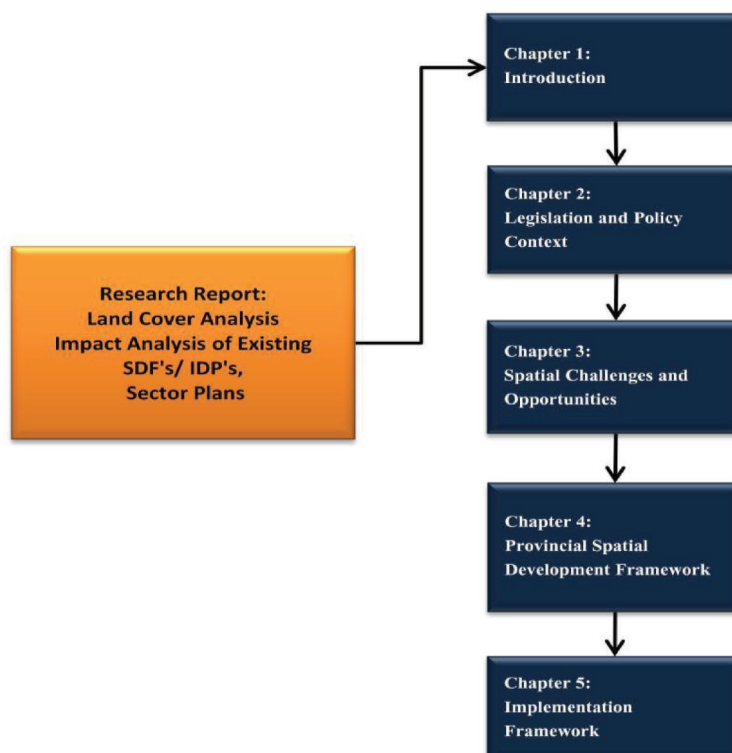 Chapter 1:
Introduction
Chapter 2:
Legislation and Policy
Context
Research Report:
Land Cover Analysis
Impact Analysis of Existing
SDF's/ IDP's,
Sector Plans
Chapter 3:
Spatial Challenges and
Opportunities
Chapter 4:
Provincial Spatial
Development Framework
Chapter 5:
Implementation
Framework